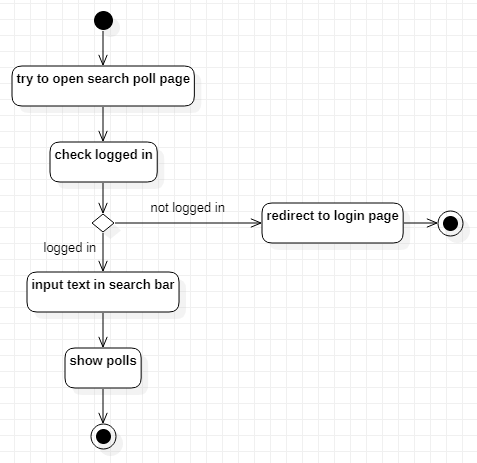 try to open search poll page
check logged in
not logged in
redirect to login page
logged in
input text in search bar
show polls